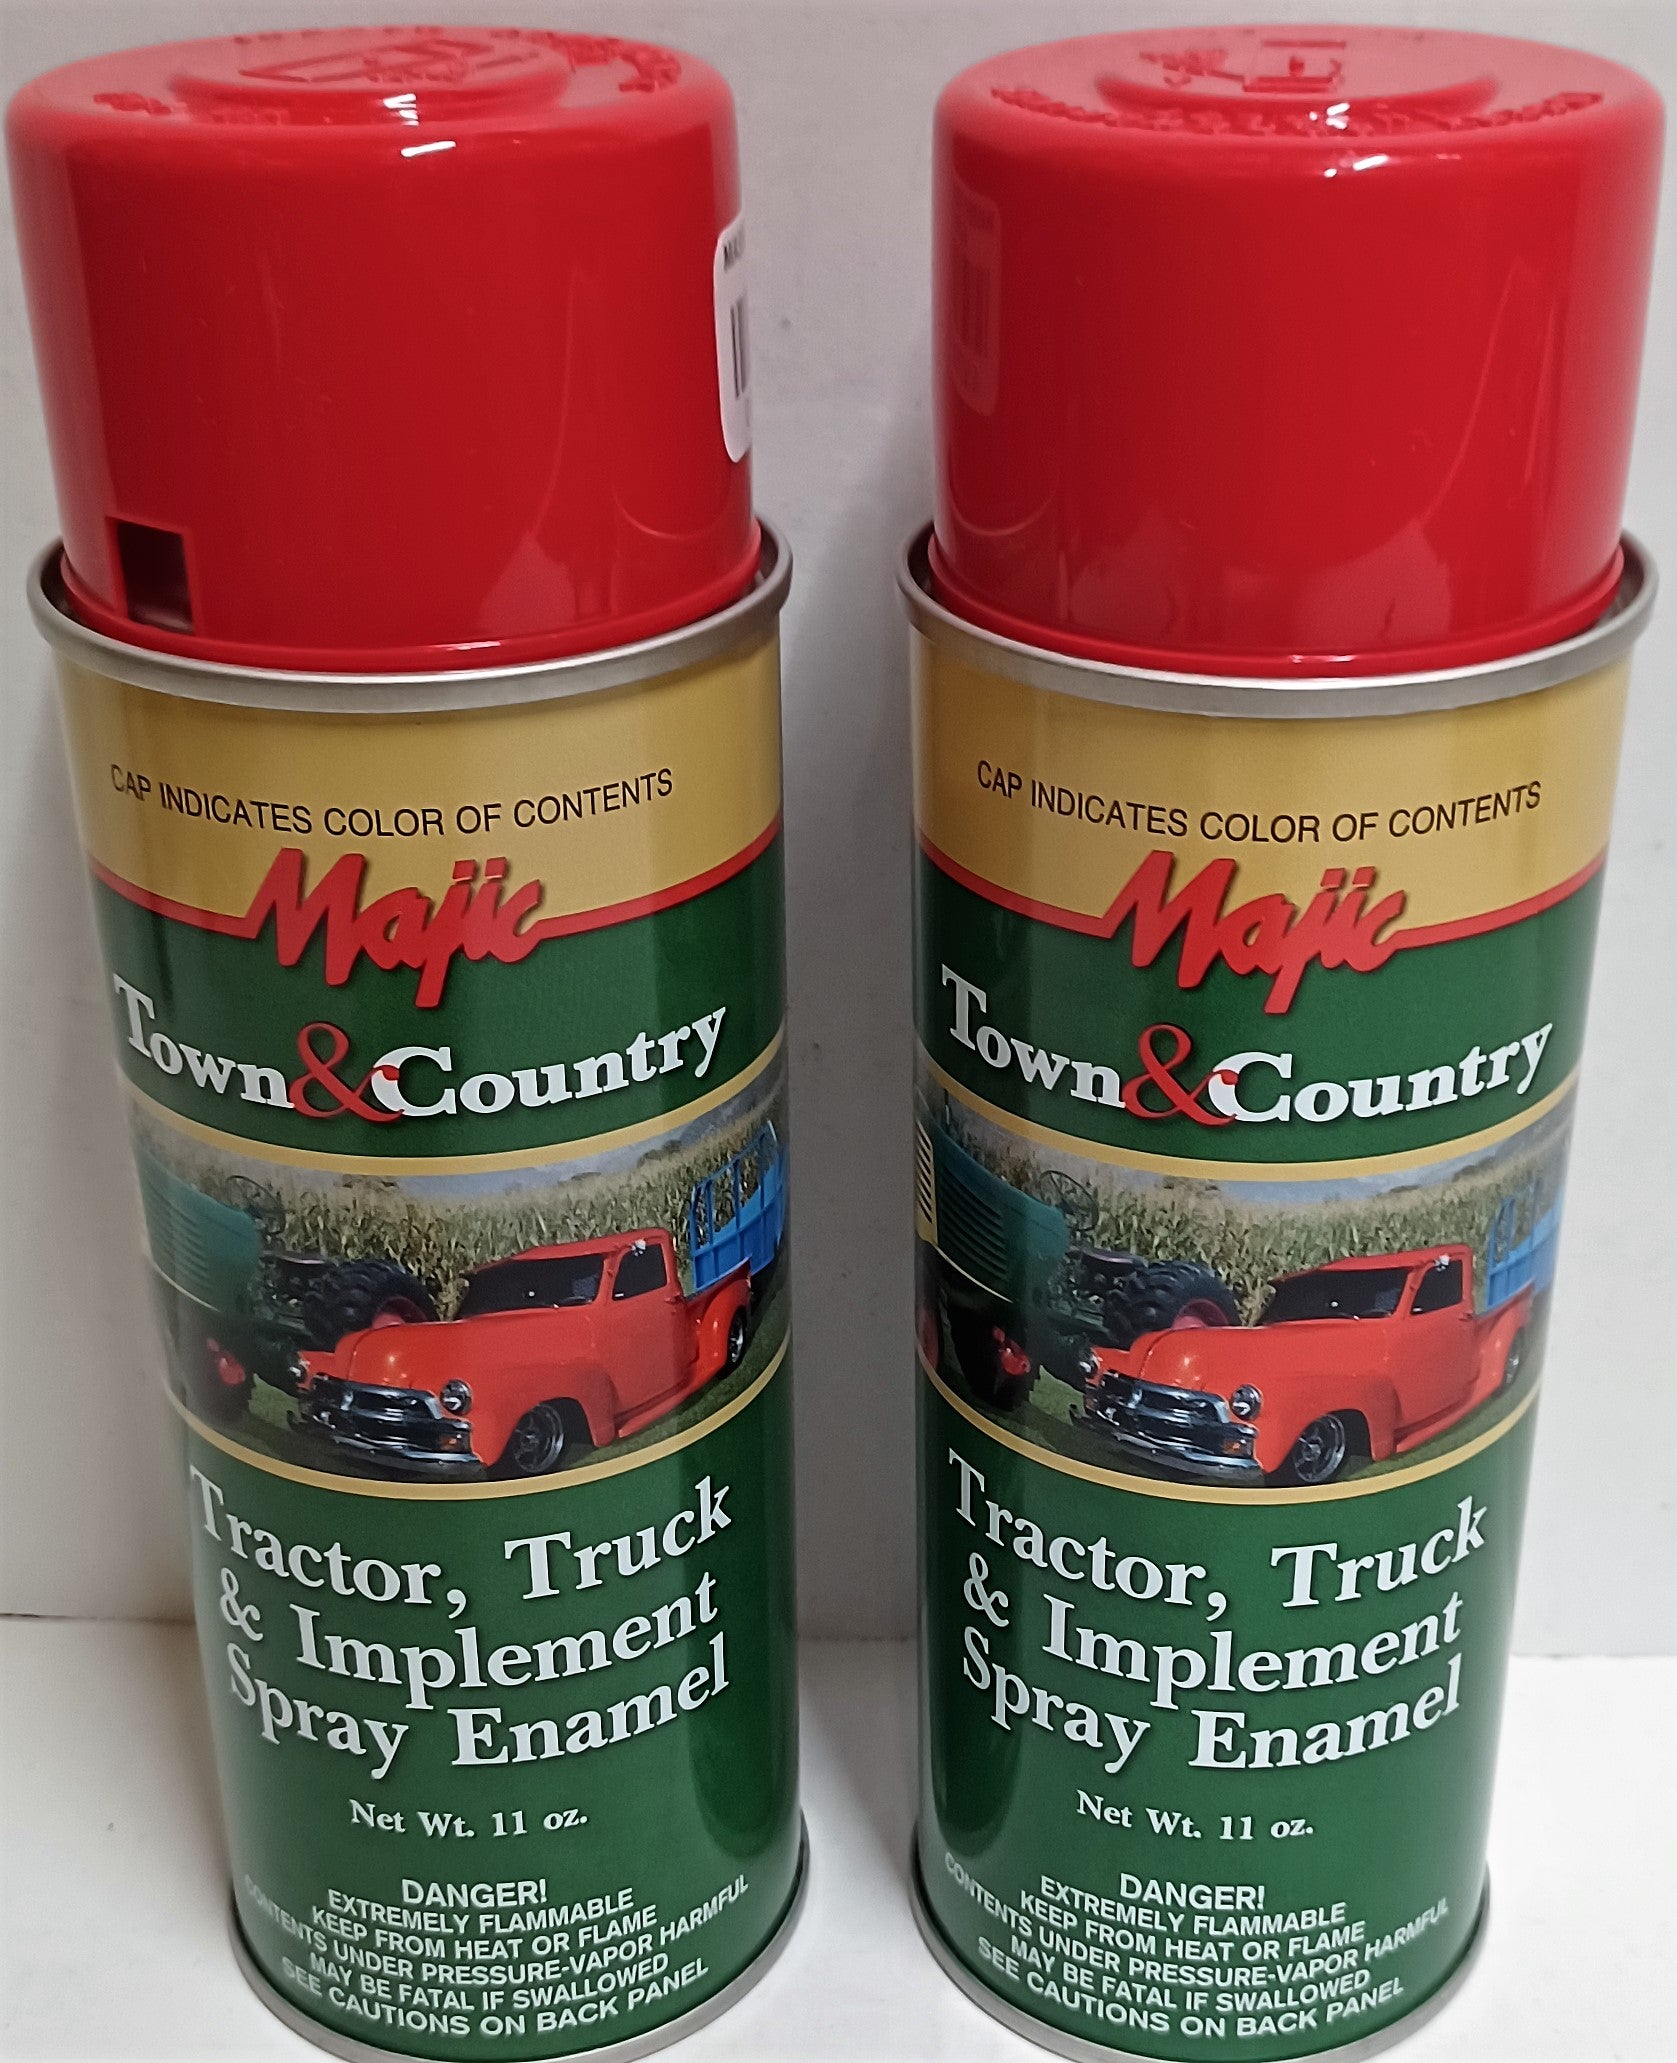 CAP INDICATES COLOR OF CONTENTS
Majic
Town&Country
Tractor, Truck
& Implement
Spray Enamel
Net Wt. 11 oz.
DANGER!
EXTREMELY FLAMMABLE
KEEP FROM HEAT OR FLAME
CONTENTS UNDER PRESSURE-VAPOR HARMFUL
MAY BE FATAL IF SWALLOWED
SEE CAUTIONS ON BACK PANEL
CAP INDICATES COLOR OF CONTENTS
Majic
Town&Country
Tractor, Truck
& Implement
Spray Enamel
Net Wt. 11 oz.
DANGER!
EXTREMELY FLAMMABLE
KEEP FROM HEAT OR FLAME
CONTENTS UNDER PRESSURE-VAPOR HARMFUL
MAY BE FATAL IF SWALLOWED
SEE CAUTIONS ON BACK PANEL